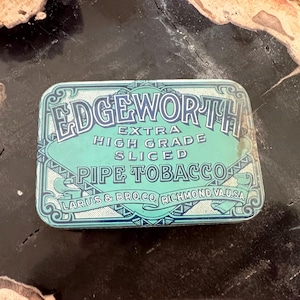 EDGEWORTH
EXTRA
HIGH GRADE
SLICED
PIPE TOBACCO
LARUS & BRO.CO. RICHMOND.VA.U.S.A.